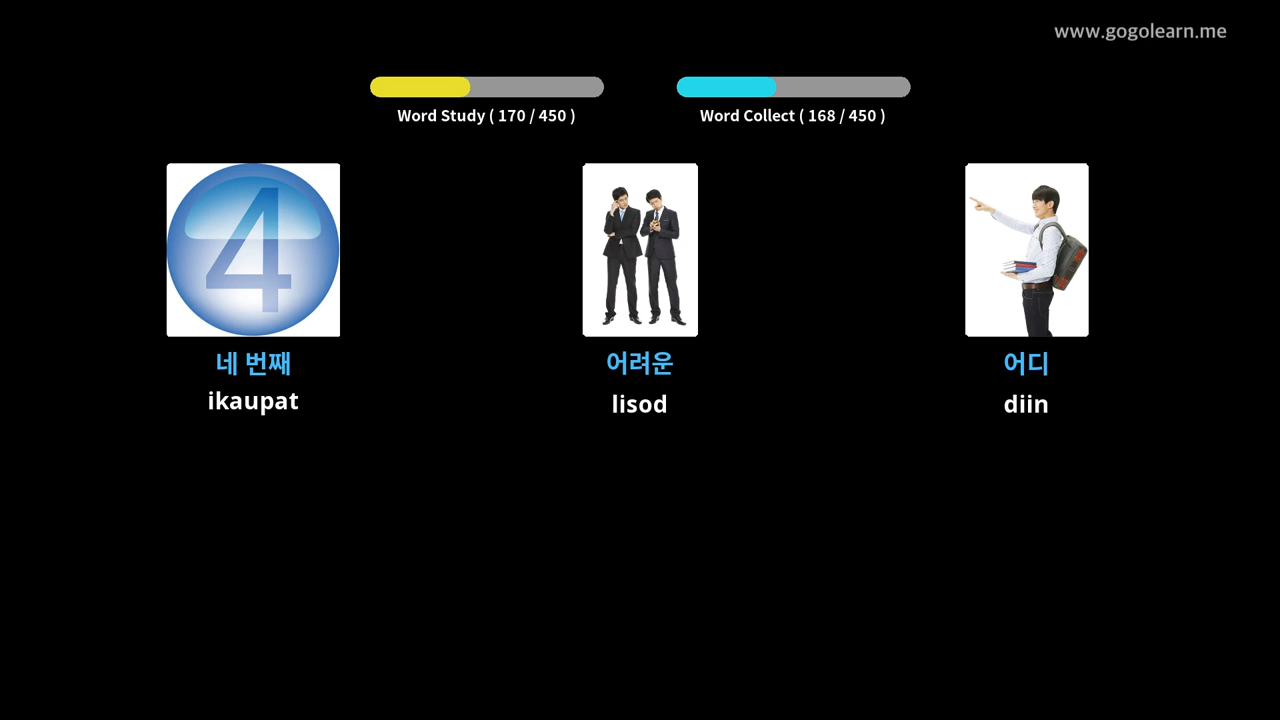 www.gogolearn.me
Word Study ( 170 / 450 )
Word Collect ( 168 / 450 )
4
네 번째
ikaupat
어려운
lisod
어디
diin